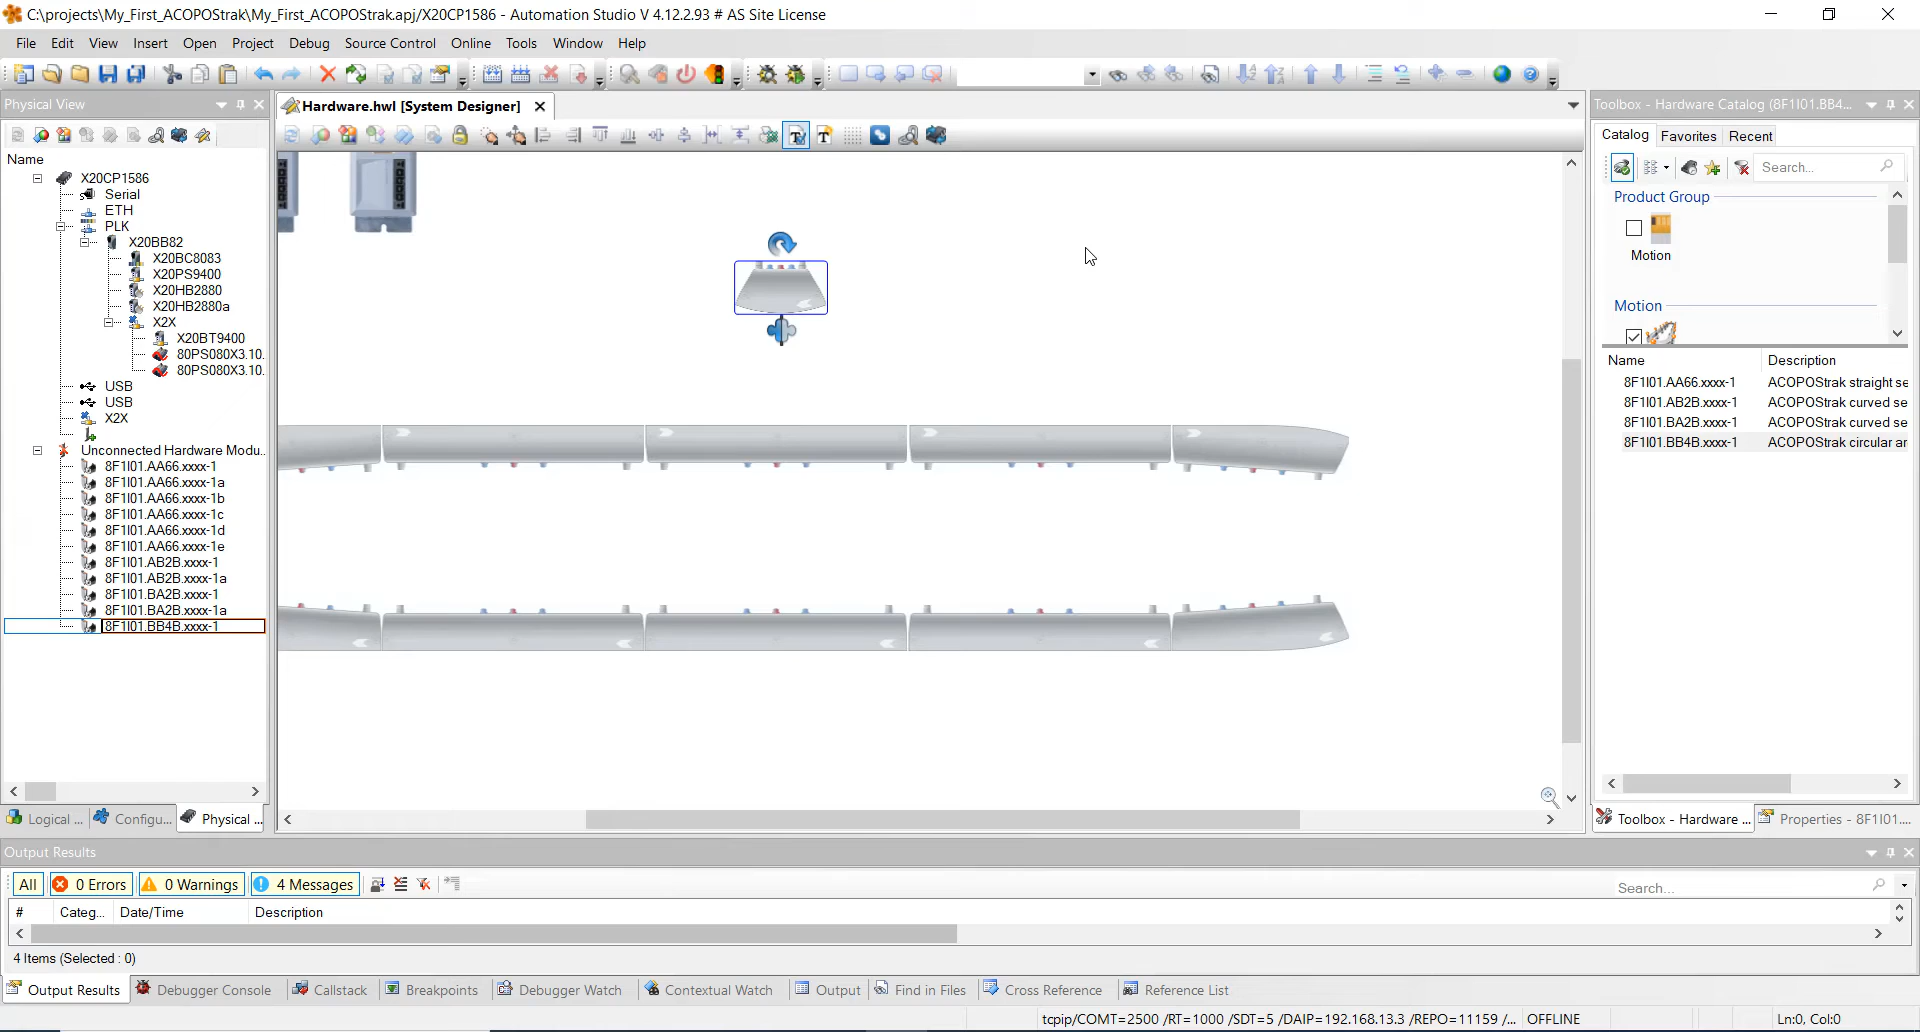 C:\projects\My_First_ACOPOStrak\My_First_ACOPOStrak.apj/X20CP1586 - Automation Studio V 4.12.2.93 # AS Site License
File Edit View Insert Open Project Debug Source Control Online Tools Window Help
Physical View
Hardware.hwl [System Designer]
Toolbox - Hardware Catalog (8F1I01.BB4...
Catalog Favorites Recent
Search...
Name
X20CP1586
Serial
ETH
PLK
X20BB82
X20BC8083
X20PS9400
X20HB2880
X20HB2880a
X2X
X20BT9400
80PS080X3.10.
80PS080X3.10.
USB
USB
X2X
Unconnected Hardware Modu..
8F1I01.AA66.xxxx-1
8F1I01.AA66.xxxx-1a
8F1I01.AA66.xxxx-1b
8F1I01.AA66.xxxx-1c
8F1I01.AA66.xxxx-1d
8F1I01.AA66.xxxx-1e
8F1I01.AB2B.xxxx-1
8F1I01.AB2B.xxxx-1a
8F1I01.BA2B.xxxx-1
8F1I01.BA2B.xxxx-1a
8F1I01.BB4B.xxxx-1
Product Group
Motion
Motion
Name Description
8F1I01.AA66.xxxx-1 ACOPOStrak straight se
8F1I01.AB2B.xxxx-1 ACOPOStrak curved se
8F1I01.BA2B.xxxx-1 ACOPOStrak curved se
8F1I01.BB4B.xxxx-1 ACOPOStrak circular ar
Logical ... Configu... Physical ...
Toolbox - Hardware ... Properties - 8F1I01....
Output Results
All 0 Errors 0 Warnings 4 Messages
Search...
# Categ... Date/Time Description
4 Items (Selected : 0)
Output Results Debugger Console Callstack Breakpoints Debugger Watch Contextual Watch Output Find in Files Cross Reference Reference List
tcpip/COMT=2500 /RT=1000 /SDT=5 /DAIP=192.168.13.3 /REPO=11159 /... OFFLINE Ln:0, Col:0